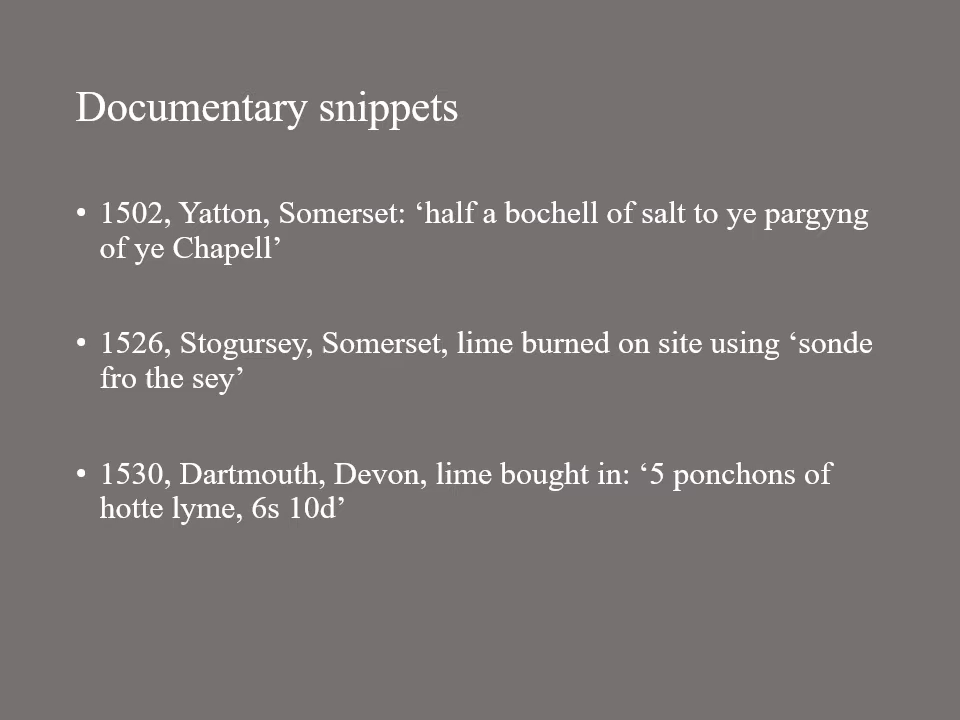 Documentary snippets
• 1502, Yatton, Somerset: ‘half a bochell of salt to ye pargyng
of ye Chapell’
• 1526, Stogursey, Somerset, lime burned on site using ‘sonde
fro the sey’
• 1530, Dartmouth, Devon, lime bought in: ‘5 ponchons of
hotte lyme, 6s 10d’